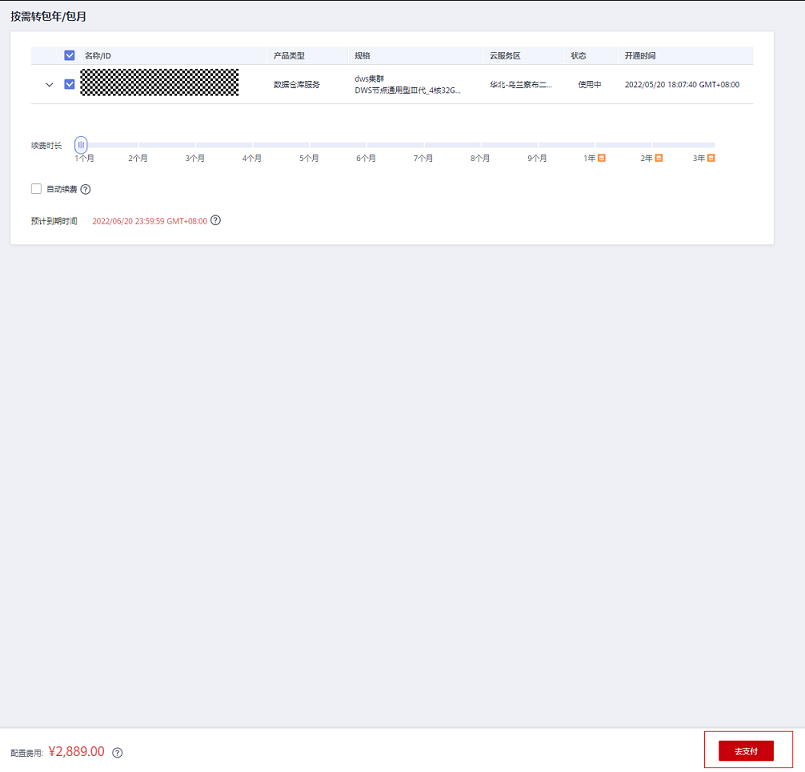 按需转包年/包月
名称/ID 产品类型 规格 云服务区 状态 开通时间
数据仓库服务 dws集群 华北-乌兰察布二... 使用中 2022/05/20 18:07:40 GMT+08:00
DWS节点通用型III代_4核32G...
续费时长
1个月 2个月 3个月 4个月 5个月 6个月 7个月 8个月 9个月 1年 2年 3年
自动续费
预计到期时间 2022/06/20 23:59:59 GMT+08:00
配置费用: ¥2,889.00 去支付